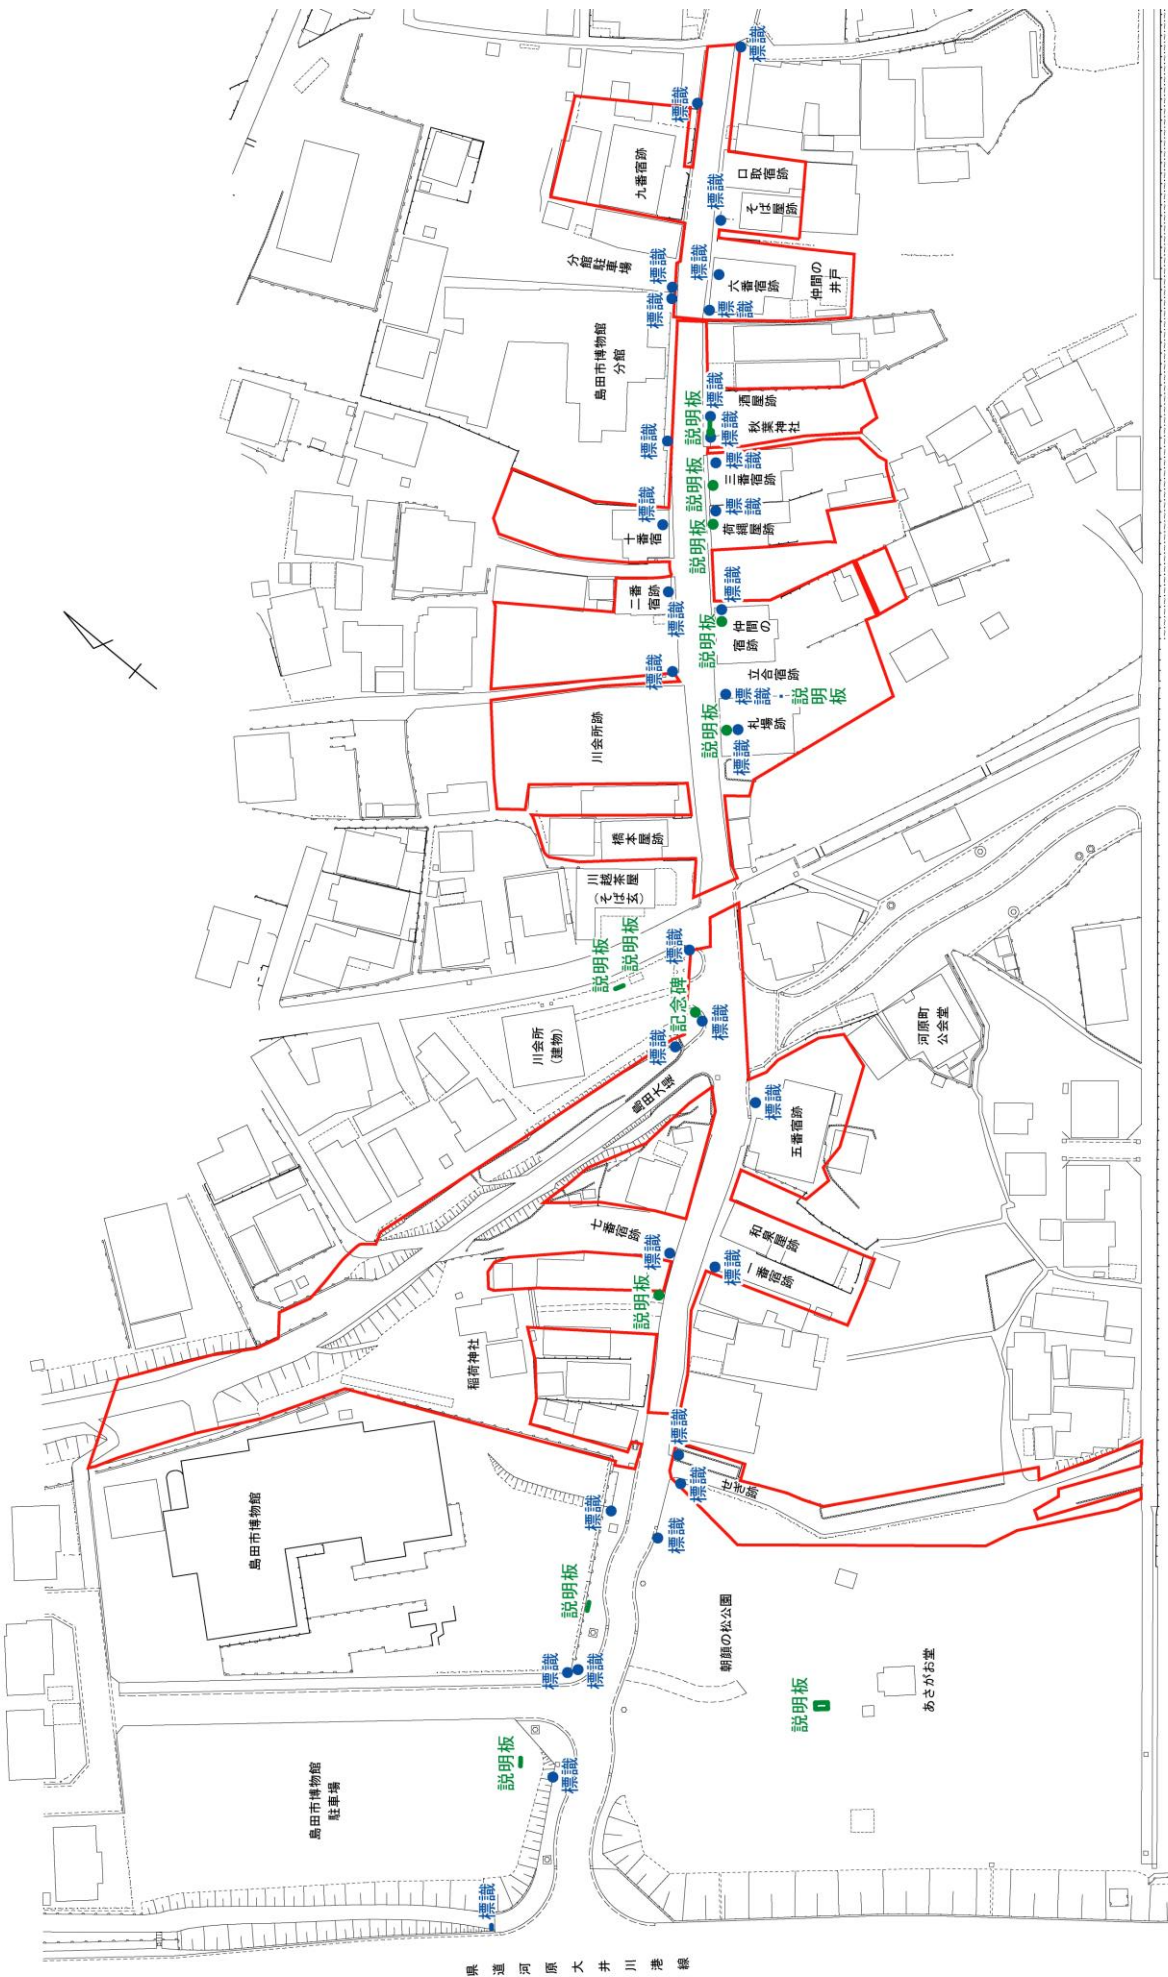 標識
標識
九番宿跡
口取宿跡
標識
そば屋跡
分館
駐車場
標識
標識
標識
六番宿跡
仲間の
井戸
標識
島田市博物館
分館
標識
酒屋跡
説明板
標識
秋葉神社
標識
標識
三番宿跡
説明板
標識
十番宿
標識
荷縄屋跡
説明板
二番
宿跡
標識
標識
仲間の
宿跡
説明板
標識
立合宿跡
標識・説明板
川会所跡
説明板
札場跡
標識
橋本屋跡
川越茶屋
(そば玄)
説明板
説明板
標識
記念碑
標識
標識
川会所
(建物)
島田大堤
河原町
公会堂
標識
五番宿跡
七番宿跡
標識
和泉屋跡
標識
一番宿跡
説明板
稲荷神社
標識
標識
せき跡
標識
標識
島田市博物館
説明板
標識
標識
朝顔の松公園
説明板
あさがお堂
説明板
標識
島田市博物館
駐車場
標識
県道河原大井川港線